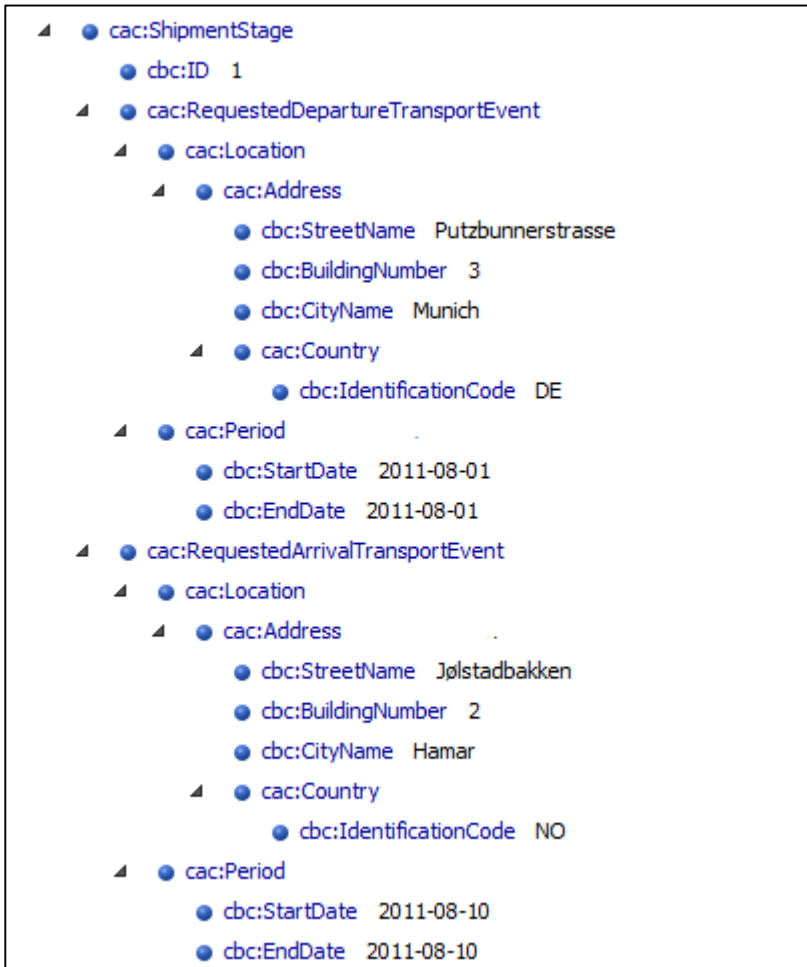 cac:ShipmentStage
cbc:ID 1
cac:RequestedDepartureTransportEvent
cac:Location
cac:Address
cbc:StreetName Putzbunnerstrasse
cbc:BuildingNumber 3
cbc:CityName Munich
cac:Country
cbc:IdentificationCode DE
cac:Period
cbc:StartDate 2011-08-01
cbc:EndDate 2011-08-01
cac:RequestedArrivalTransportEvent
cac:Location
cac:Address
cbc:StreetName Jølstadbakken
cbc:BuildingNumber 2
cbc:CityName Hamar
cac:Country
cbc:IdentificationCode NO
cac:Period
cbc:StartDate 2011-08-10
cbc:EndDate 2011-08-10